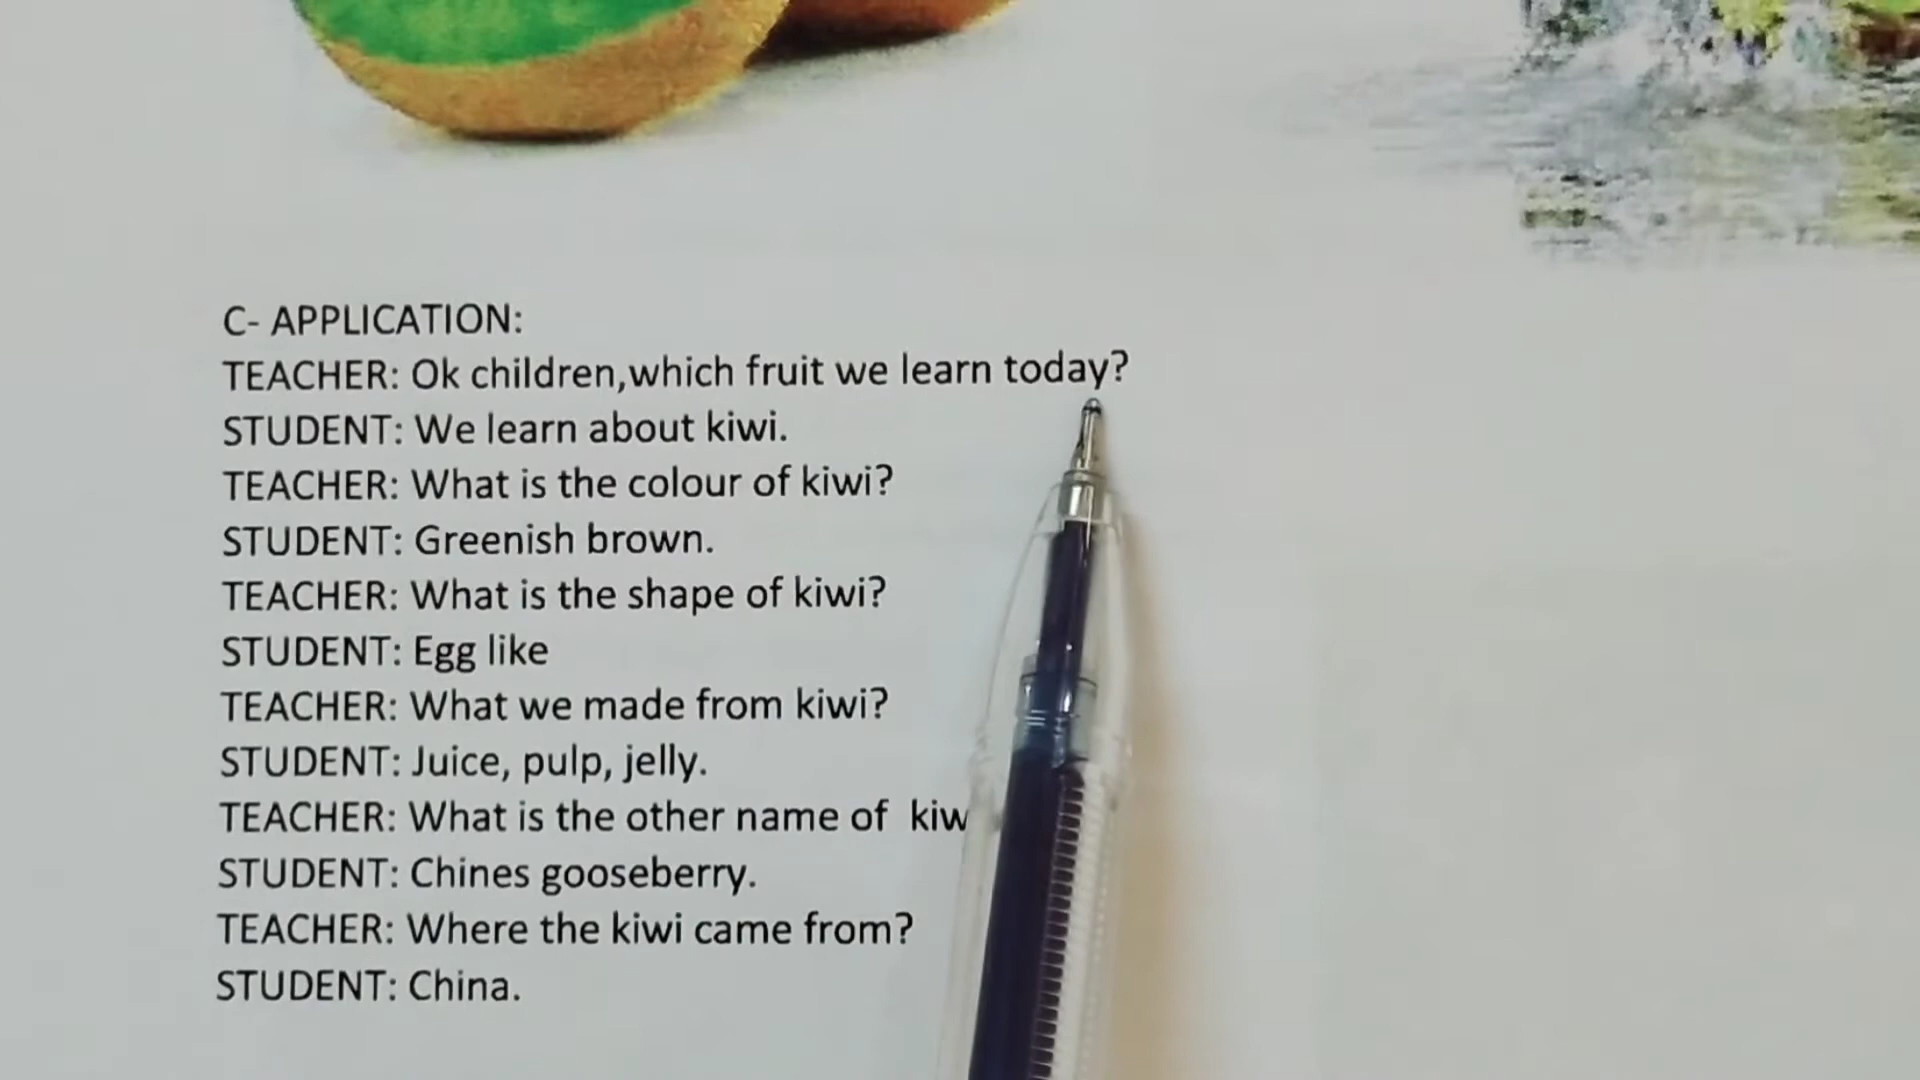 C- APPLICATION:
TEACHER: Ok children,which fruit we learn today?
STUDENT: We learn about kiwi.
TEACHER: What is the colour of kiwi?
STUDENT: Greenish brown.
TEACHER: What is the shape of kiwi?
STUDENT: Egg like
TEACHER: What we made from kiwi?
STUDENT: Juice, pulp, jelly.
TEACHER: What is the other name of kiw
STUDENT: Chines gooseberry.
TEACHER: Where the kiwi came from?
STUDENT: China.